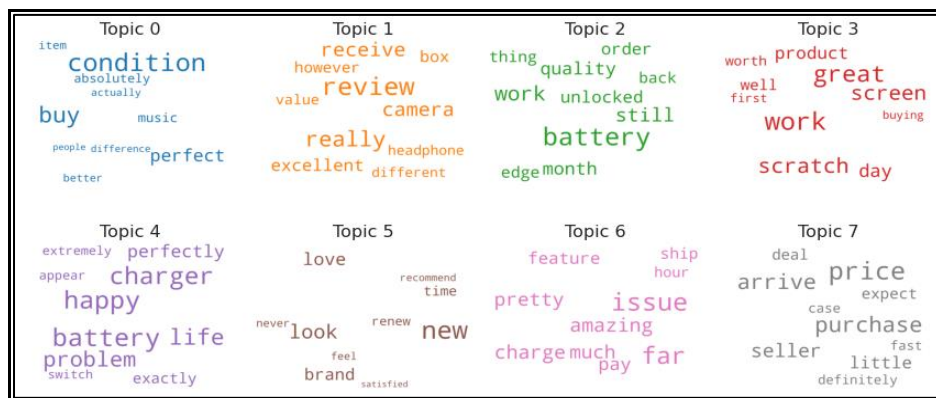 Topic 0
item
condition
absolutely
actually
buy
music
people difference perfect
better
Topic 1
receive
box
however
review
value
camera
really
headphone
excellent
different
Topic 2
order
thing
quality
back
work
unlocked
still
battery
edge month
Topic 3
product
worth
great
well
screen
first
buying
work
scratch
day
Topic 4
extremely
perfectly
appear
charger
happy
battery life
problem
switch
exactly
Topic 5
love
recommend
time
never
look
renew
new
feel
brand
satisfied
Topic 6
feature
ship
hour
pretty
issue
amazing
charge much
far
pay
Topic 7
deal
price
arrive
expect
case
purchase
fast
seller
little
definitely